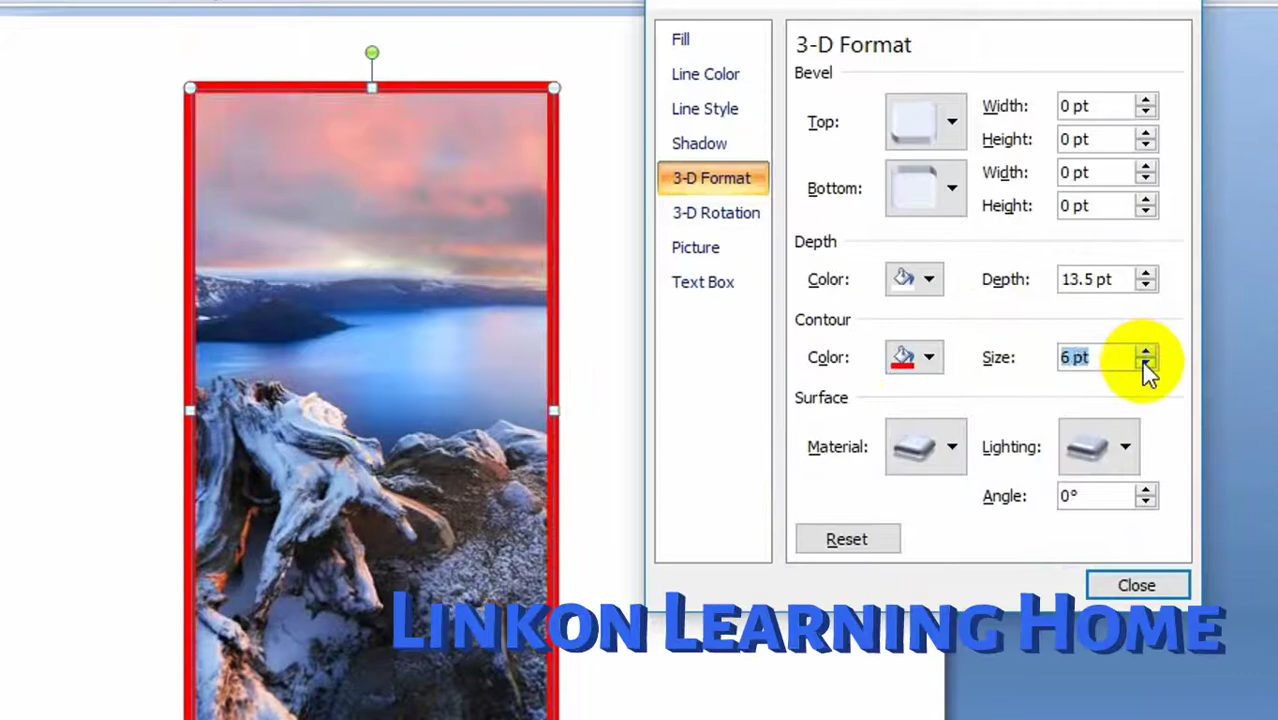 Fill
Line Color
Line Style
Shadow
3-D Format
3-D Rotation
Picture
Text Box
3-D Format
Bevel
Top:
Width: 0 pt
Height: 0 pt
Bottom:
Width: 0 pt
Height: 0 pt
Depth
Color:
Depth: 13.5 pt
Contour
Color:
Size: 6 pt
Surface
Material:
Lighting:
Angle: 0°
Reset
Close
Linkon Learning Home